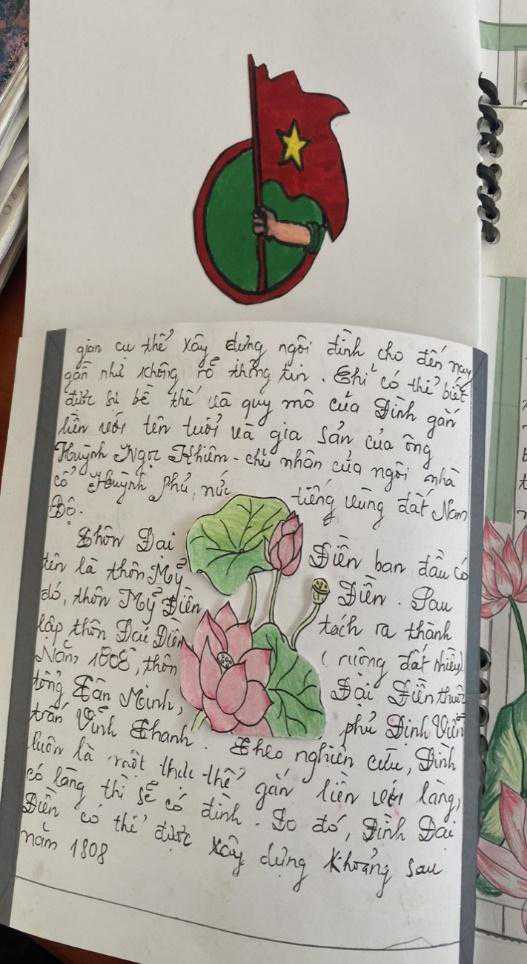 gian cụ thể xây dựng ngôi đình cho đến nay
gần như không rõ thông tin. Chỉ có thể biết
được sự bề thế và quy mô của Đình gắn
liền với tên tuổi và gia sản của ông
Huỳnh Ngọc Khiêm - chủ nhân của ngôi nhà
cổ Huỳnh Phủ, nức tiếng vùng đất Nam
Bộ.
Thôn Đại Điền ban đầu có
tên là thôn Mỹ Điền. Sau
đó, thôn Mỹ Điền tách ra thành
lập thôn Đại Điền (ruộng đất nhiều)
Năm 1808, thôn Đại Điền thuộc
tổng Tân Minh, phủ Định Viễn
trấn Vĩnh Thanh. Theo nghiên cứu, Đình
luôn là một thực thể gắn liền với làng,
có làng thì sẽ có đình. Do đó, Đình Đại
Điền có thể được xây dựng khoảng sau
năm 1808